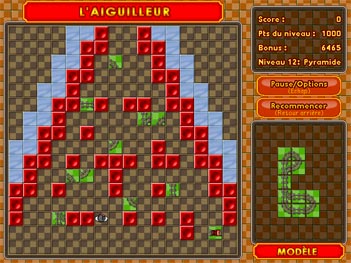 L'AIGUILLEUR
Score : 0
Pts du niveau : 1000
Bonus : 6465
Niveau 12: Pyramide
Pause/Options
(Echap)
Recommencer
(Retour arrière)
MODÈLE